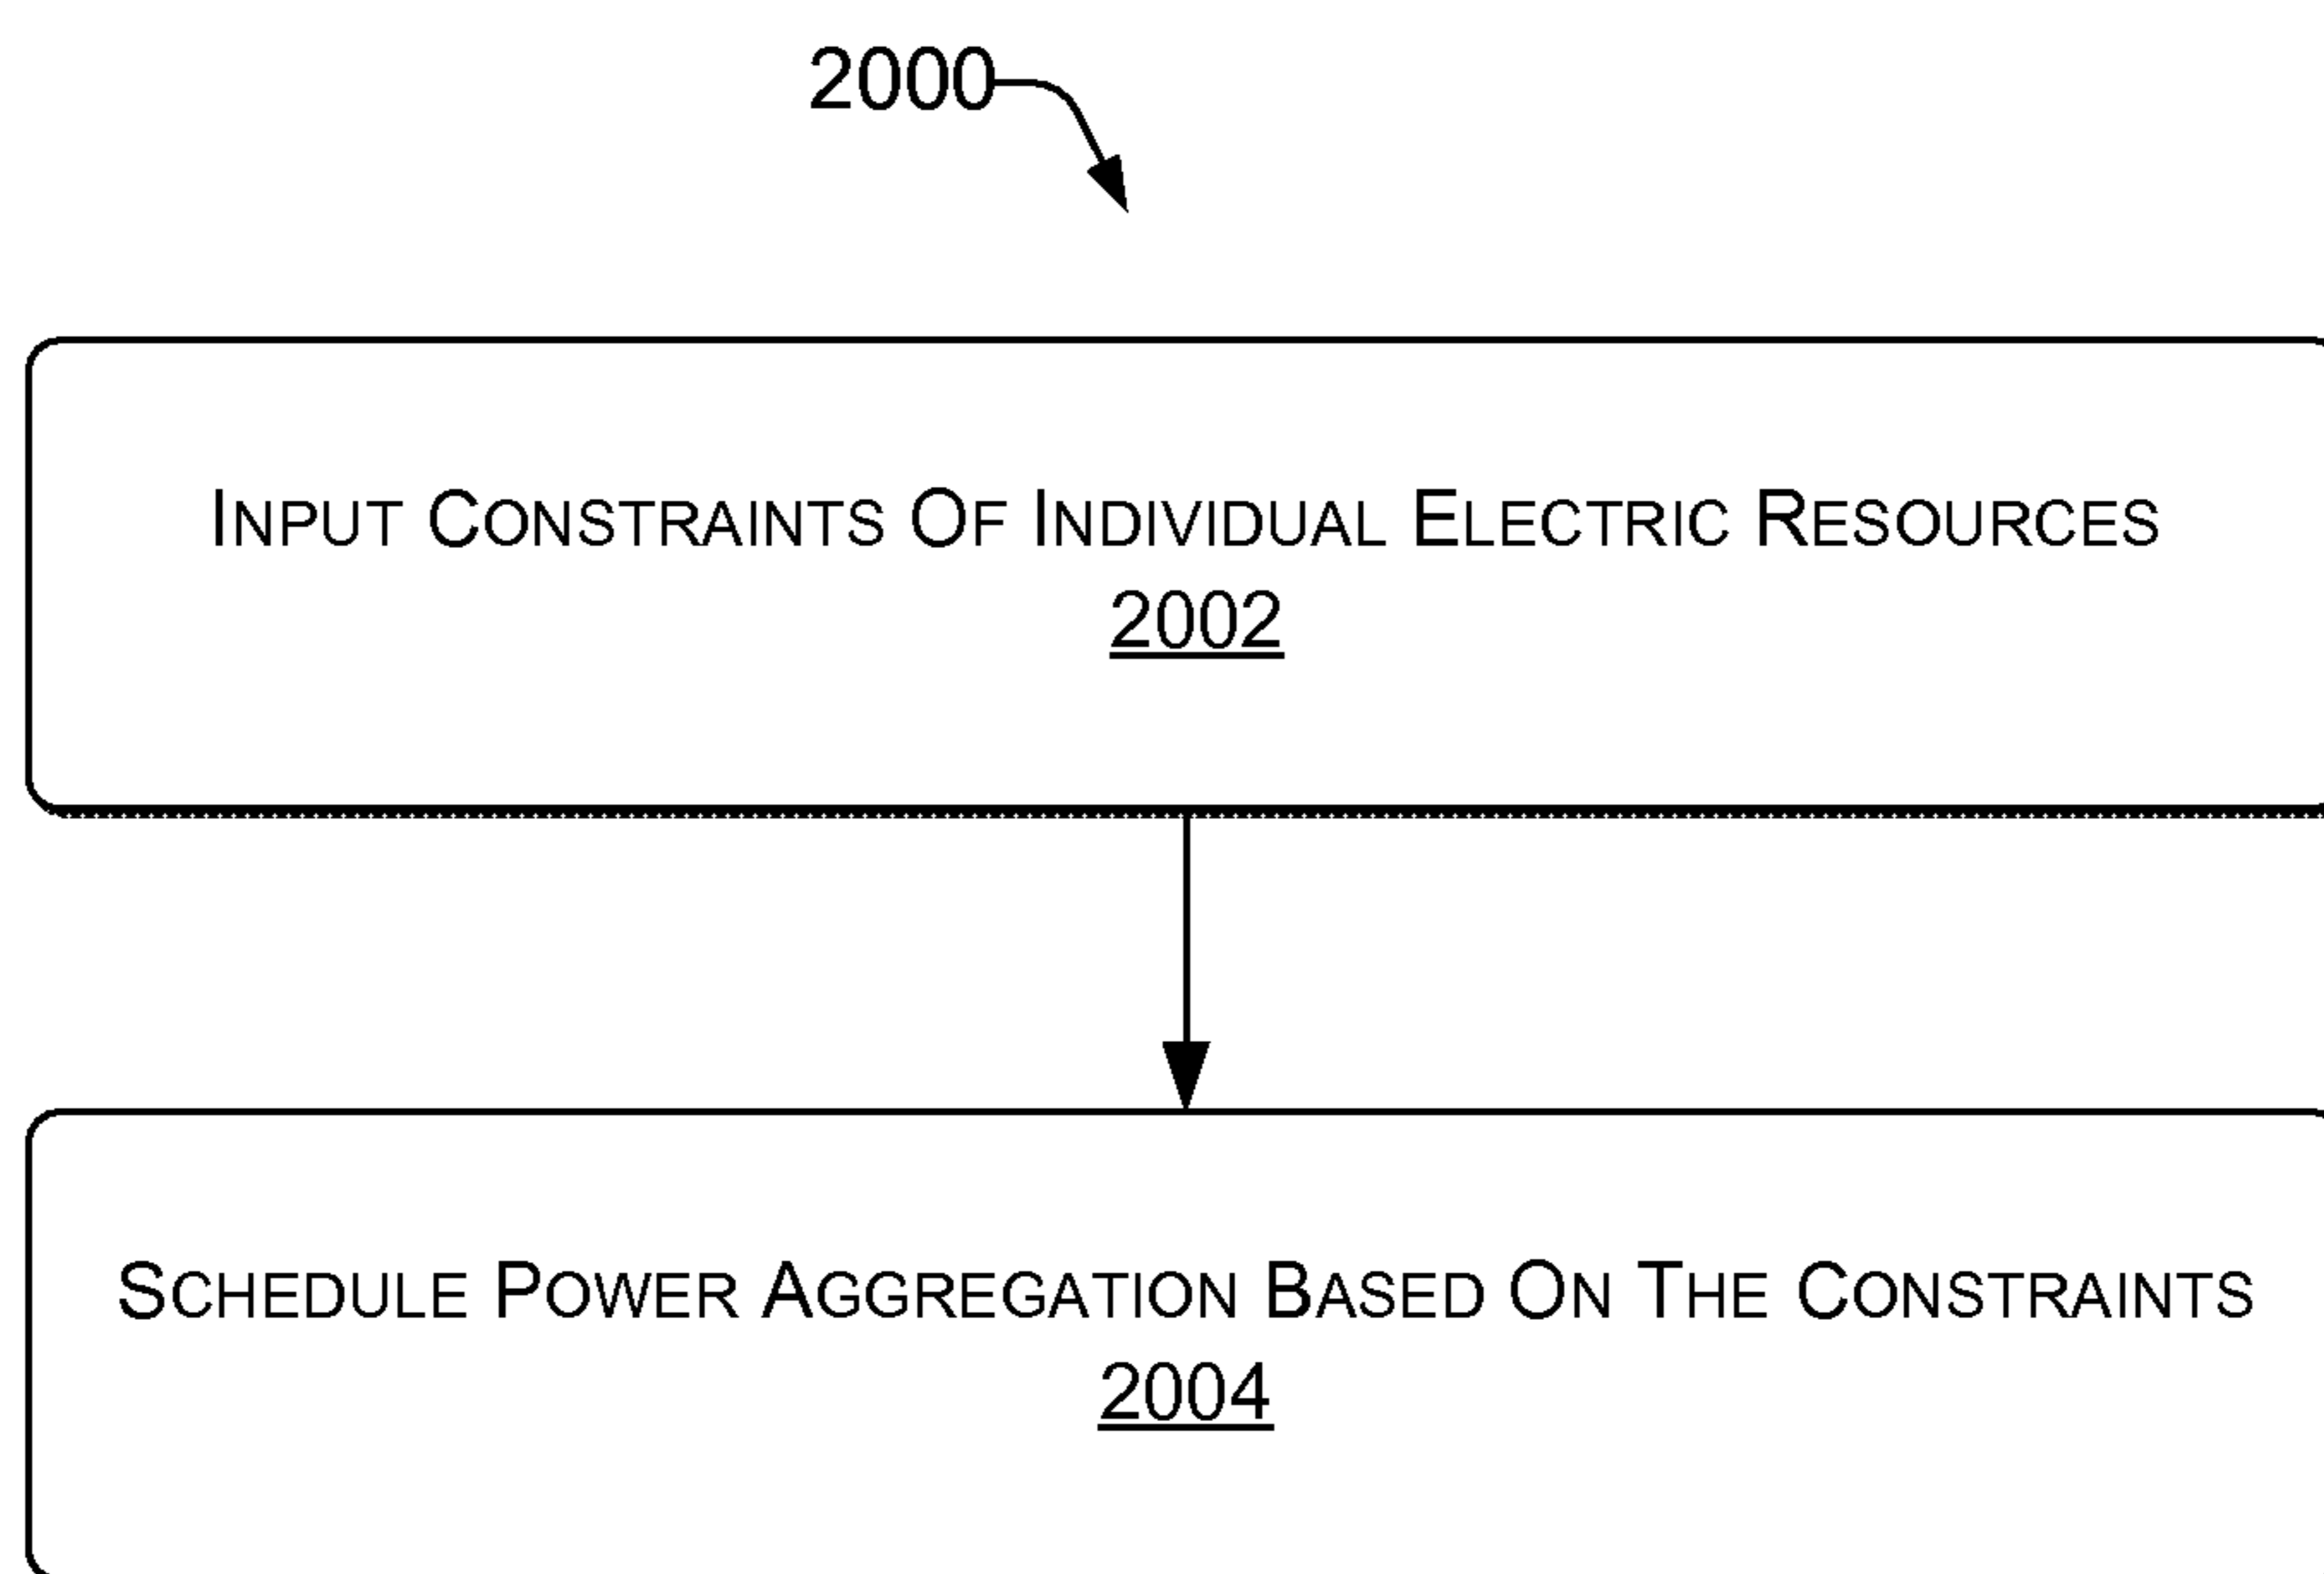 2000
INPUT CONSTRAINTS OF INDIVIDUAL ELECTRIC RESOURCES
2002
SCHEDULE POWER AGGREGATION BASED ON THE CONSTRAINTS
2004